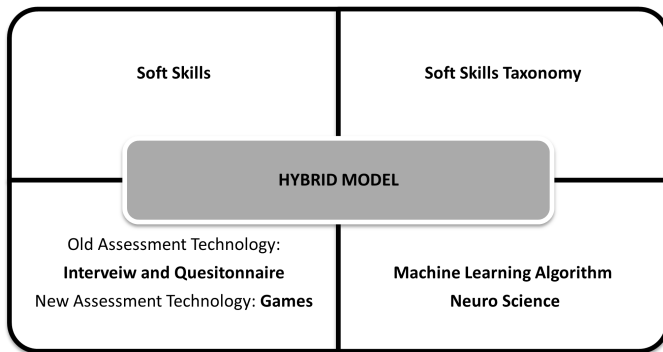 Soft Skills
Soft Skills Taxonomy
HYBRID MODEL
Old Assessment Technology:
Interveiw and Quesitonnaire
New Assessment Technology: Games
Machine Learning Algorithm
Neuro Science